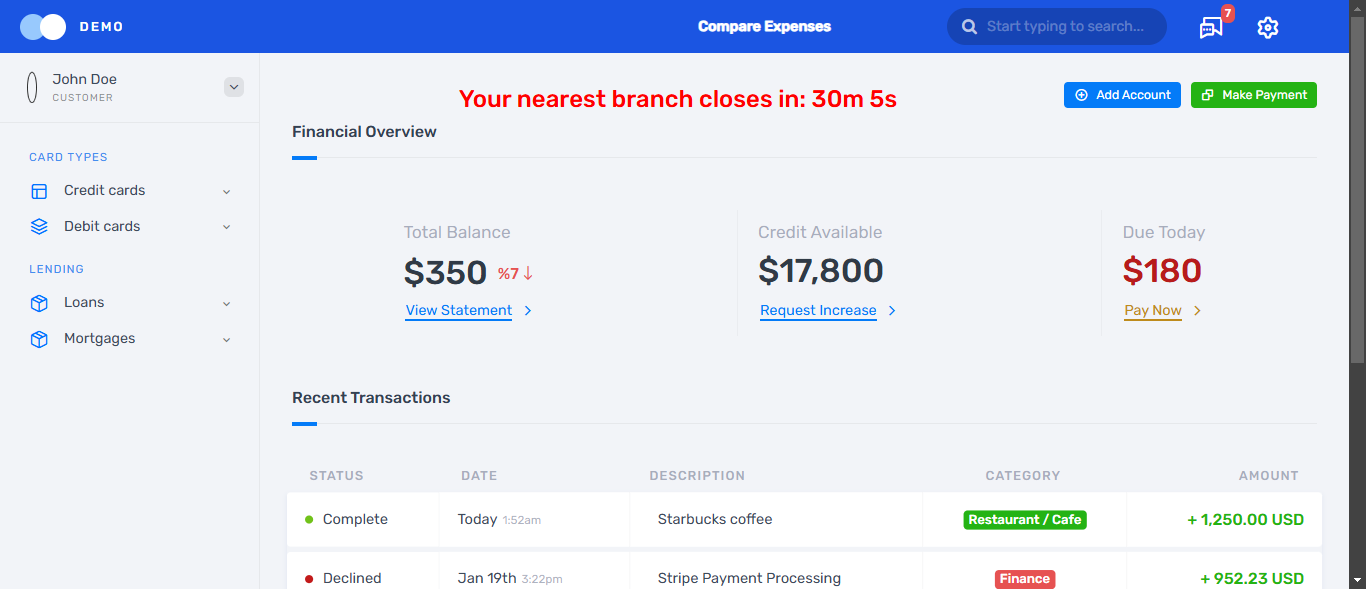 DEMO
Compare Expenses
Start typing to search...
7
John Doe
CUSTOMER
Your nearest branch closes in: 30m 5s
Add Account
Make Payment
Financial Overview
CARD TYPES
Credit cards
Debit cards
LENDING
Loans
Mortgages
Total Balance
$350 %7
View Statement
Credit Available
$17,800
Request Increase
Due Today
$180
Pay Now
Recent Transactions
STATUS DATE DESCRIPTION CATEGORY AMOUNT
Complete Today 1:52am Starbucks coffee Restaurant / Cafe + 1,250.00 USD
Declined Jan 19th 3:22pm Stripe Payment Processing Finance + 952.23 USD